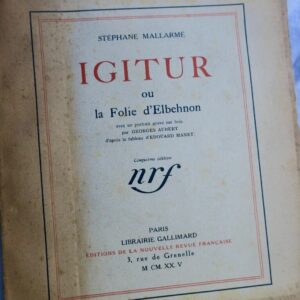 STÉPHANE MALLARMÉ
IGITUR
ou
la Folie d'Elbehnon
avec un portrait gravé sur bois
par GEORGES AUBERT
d'après le tableau d'EDOUARD MANET
Cinquième édition
nrf
PARIS
LIBRAIRIE GALLIMARD
ÉDITIONS DE LA NOUVELLE REVUE FRANÇAISE
3, rue de Grenelle
M CM. XX. V